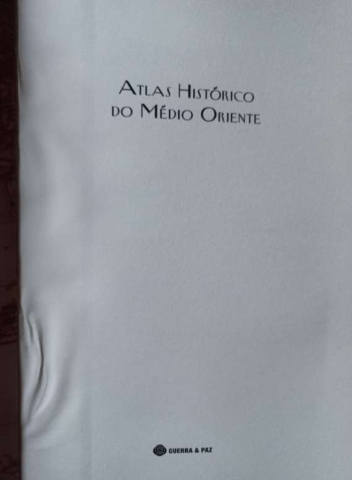 ATLAS HISTÓRICO
DO MÉDIO ORIENTE
GUERRA & PAZ